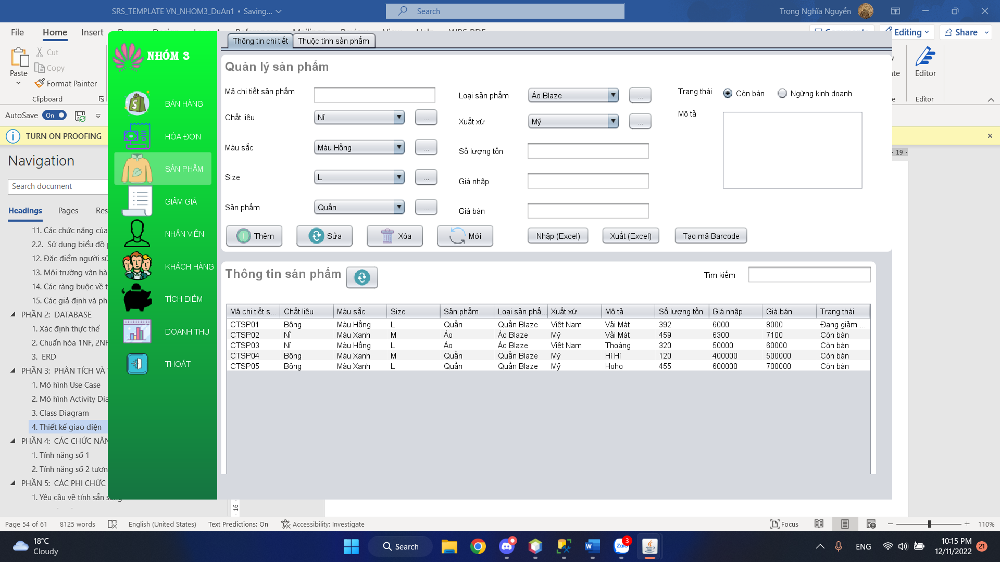 SRS_TEMPLATE VN_NHOM3_DuAn1 • Saving...
Search
Trọng Nghĩa Nguyễn
File
Home
Insert
Comments
Editing
Share
Paste
Cut
Copy
Format Painter
Clipboard
Editor
Editor
AutoSave On
TURN ON PROOFING
Navigation
Search document
Headings
Pages
Res
11. Các chức năng của
2.2. Sử dụng biểu đồ
12. Đặc điểm người sử
13. Môi trường vận hà
14. Các ràng buộc về t
15. Các giả định và ph
PHẦN 2: DATABASE
1. Xác định thực thể
2. Chuẩn hóa 1NF, 2NF
3. ERD
PHẦN 3: PHÂN TÍCH VÀ
1. Mô hình Use Case
2. Mô hình Activity Dia
3. Class Diagram
4. Thiết kế giao diện
PHẦN 4: CÁC CHỨC NĂN
1. Tính năng số 1
2. Tính năng số 2 tươn
PHẦN 5: CÁC PHI CHỨC
1. Yêu cầu về tính sẵn sàng
NHÓM 3
BÁN HÀNG
HÓA ĐƠN
SẢN PHẨM
GIẢM GIÁ
NHÂN VIÊN
KHÁCH HÀNG
TÍCH ĐIỂM
DOANH THU
THOÁT
Thông tin chi tiết
Thuộc tính sản phẩm
Quản lý sản phẩm
Mã chi tiết sản phẩm
Loại sản phẩm Áo Blaze ...
Trạng thái Còn bán Ngừng kinh doanh
Chất liệu Nỉ ...
Xuất xứ Mỹ ...
Mô tả
Màu sắc Màu Hồng ...
Số lượng tồn
Size L ...
Giá nhập
Sản phẩm Quần ...
Giá bán
Thêm Sửa Xóa Mới Nhập (Excel) Xuất (Excel) Tạo mã Barcode
Thông tin sản phẩm
Tìm kiếm
Mã chi tiết s... Chất liệu Màu sắc Size Sản phẩm Loại sản phẩ... Xuất xứ Mô tả Số lượng tồn Giá nhập Giá bán Trạng thái
CTSP01 Bông Màu Hồng L Quần Quần Blaze Việt Nam Vải Mát 392 6000 8000 Đang giảm ...
CTSP02 Nỉ Màu Xanh M Áo Áo Blaze Mỹ Vải Mát 459 6300 7100 Còn bán
CTSP03 Nỉ Màu Hồng L Áo Áo Blaze Việt Nam Thoáng 320 50000 60000 Còn bán
CTSP04 Bông Màu Xanh M Quần Quần Blaze Mỹ Hí Hí 120 400000 500000 Còn bán
CTSP05 Bông Màu Xanh L Quần Quần Blaze Mỹ Hoho 455 600000 700000 Còn bán
19
16
Page 54 of 61
8125 words
English (United States)
Text Predictions: On
Accessibility: Investigate
Focus
110%
18°C
Cloudy
Search
Zalo
3
ENG
10:15 PM
12/11/2022
21